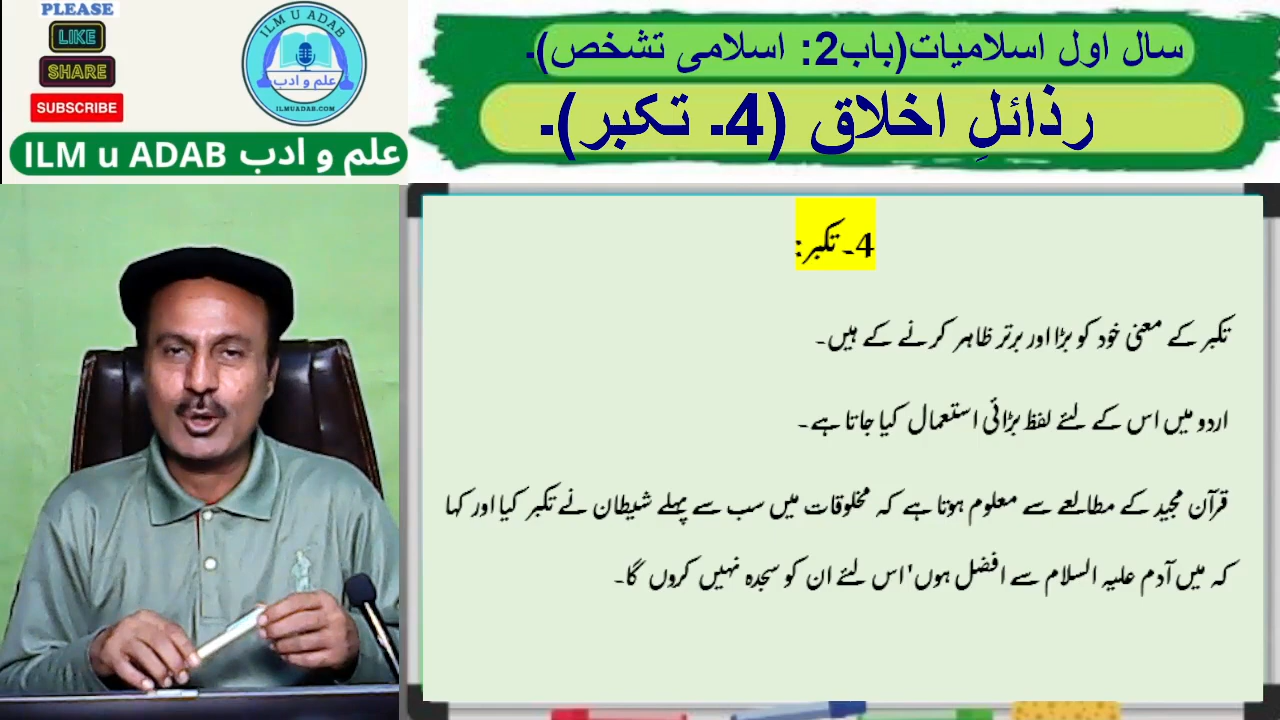 PLEASE
LIKE
SHARE
SUBSCRIBE
ILM U ADAB
علم و ادب
ILMUADAB.COM
ILM u ADAB علم و ادب
سال اول اسلامیات(باب2: اسلامی تشخص)۔
رذائلِ اخلاق (4۔ تکبر)۔
4۔ تکبر:
تکبر کے معنی خود کو بڑا اور برتر ظاہر کرنے کے ہیں۔
اردو میں اس کے لئے لفظ بڑائی استعمال کیا جاتا ہے۔
قرآن مجید کے مطالعے سے معلوم ہوتا ہے کہ مخلوقات میں سب سے پہلے شیطان نے تکبر کیا اور کہا
کہ میں آدم علیہ السلام سے افضل ہوں' اس لئے ان کو سجدہ نہیں کروں گا۔